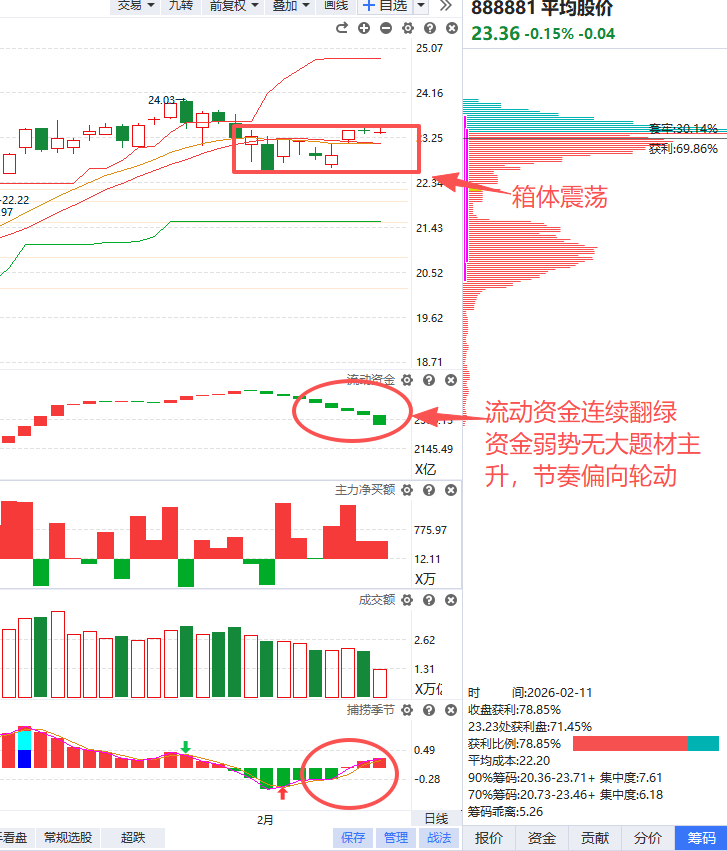 交易 九转 前复权 叠加 画线 +自选
888881 平均股价
23.36 -0.15% -0.04
25.07
24.03
24.16
套牢:30.14%
23.25
获利:69.86%
22.34
-22.22
97
箱体震荡
21.43
20.52
19.62
18.71
流动资金
流动资金连续翻绿
资金弱势无大题材主
升，节奏偏向轮动
2145.49
X亿
主力净买额
775.97
12.11
X万
成交额
2.62
1.31
X万亿
时 间:2026-02-11
收盘获利:78.85%
23.23处获利盘:71.45%
获利比例:78.85%
平均成本:22.20
90%筹码:20.36-23.71+ 集中度:7.61
70%筹码:20.73-23.46+ 集中度:6.18
筹码乖离:5.26
捕捞季节
0.49
-0.28
2月
日线
看盘 常规选股 超跌 保存 管理 战法
报价 资金 贡献 分价 筹码